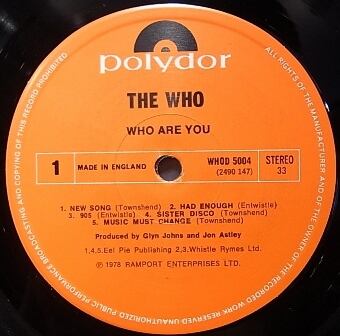 polydor
THE WHO
WHO ARE YOU
1
MADE IN ENGLAND
WHOD 5004
(2490 147)
STEREO
33
1. NEW SONG (Townshend) 2. HAD ENOUGH (Entwistle)
3. 905 (Entwistle) 4. SISTER DISCO (Townshend)
5. MUSIC MUST CHANGE (Townshend)
Produced by Glyn Johns and Jon Astley
1,4,5. Eel Pie Publishing 2,3. Whistle Rymes Ltd.
℗ 1978 RAMPORT ENTERPRISES LTD.
ALL RIGHTS OF THE MANUFACTURER AND OF THE OWNER OF THE RECORDED WORK RESERVED UNAUTHORIZED PUBLIC PERFORMANCE BROADCASTING AND COPYING OF THIS RECORD PROHIBITED